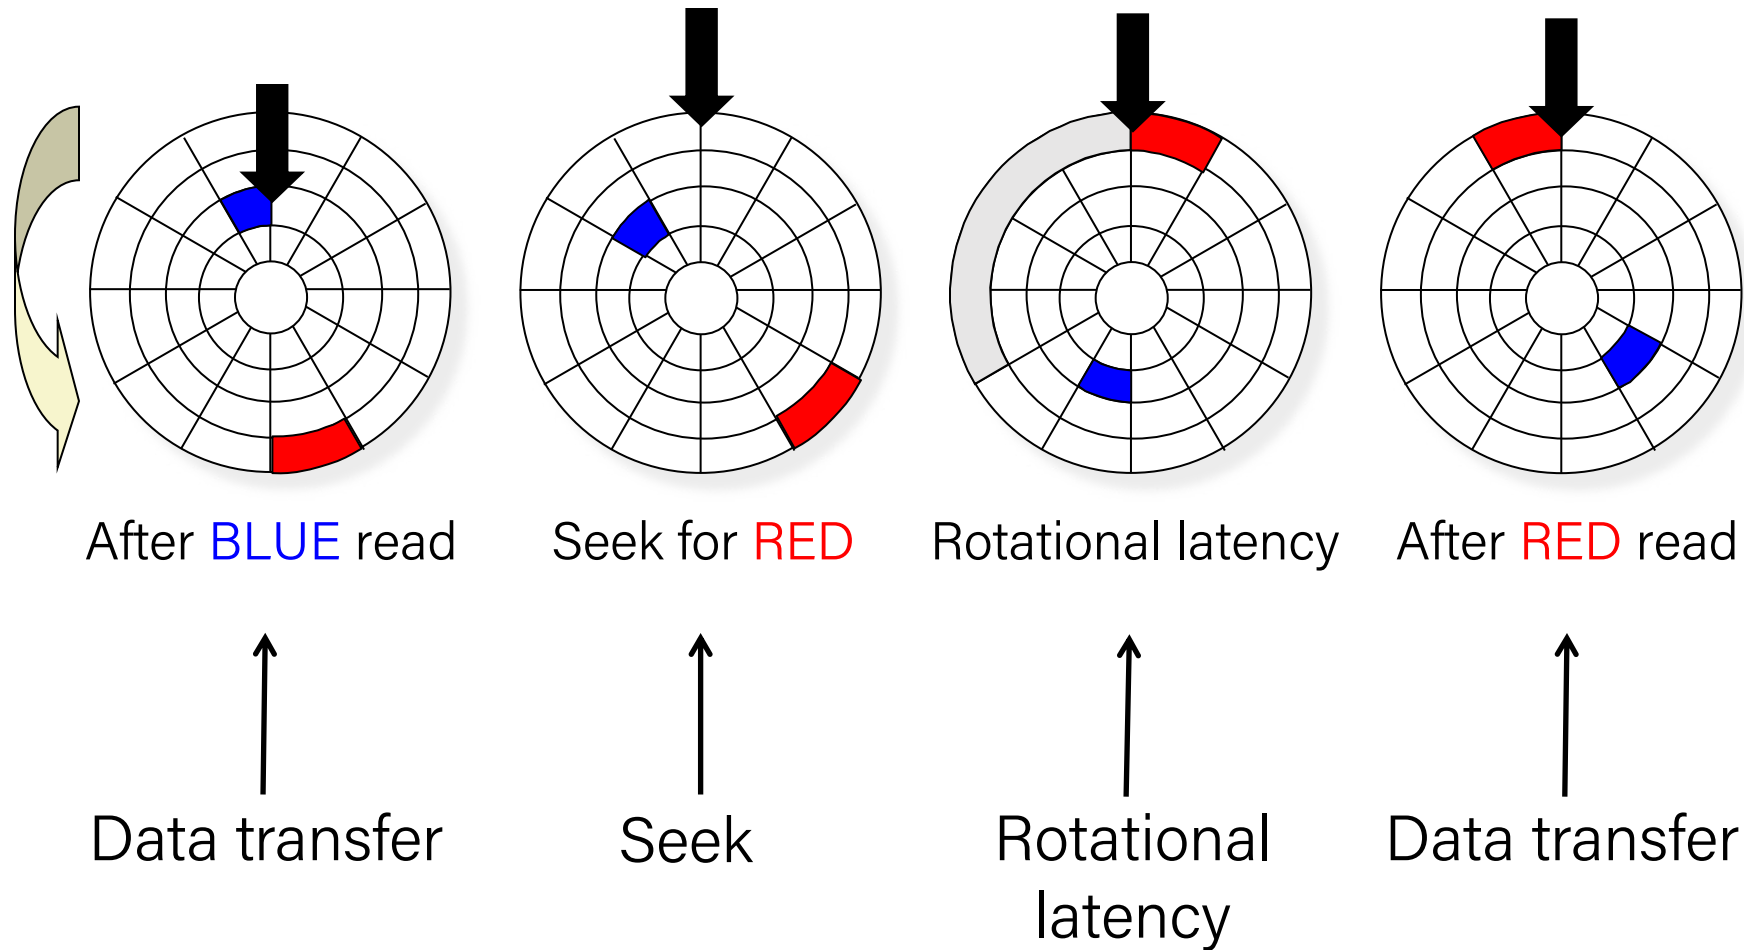 After BLUE read
Seek for RED
Rotational latency
After RED read
Data transfer
Seek
Rotational
latency
Data transfer